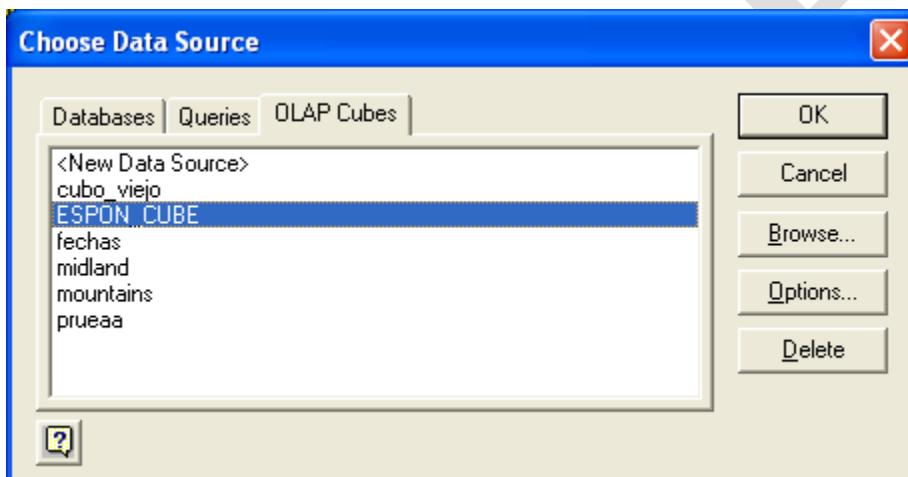 Choose Data Source
Databases Queries OLAP Cubes
<New Data Source>
cubo_viejo
ESPON_CUBE
fechas
midland
mountains
prueaa
OK
Cancel
Browse...
Options...
Delete
?